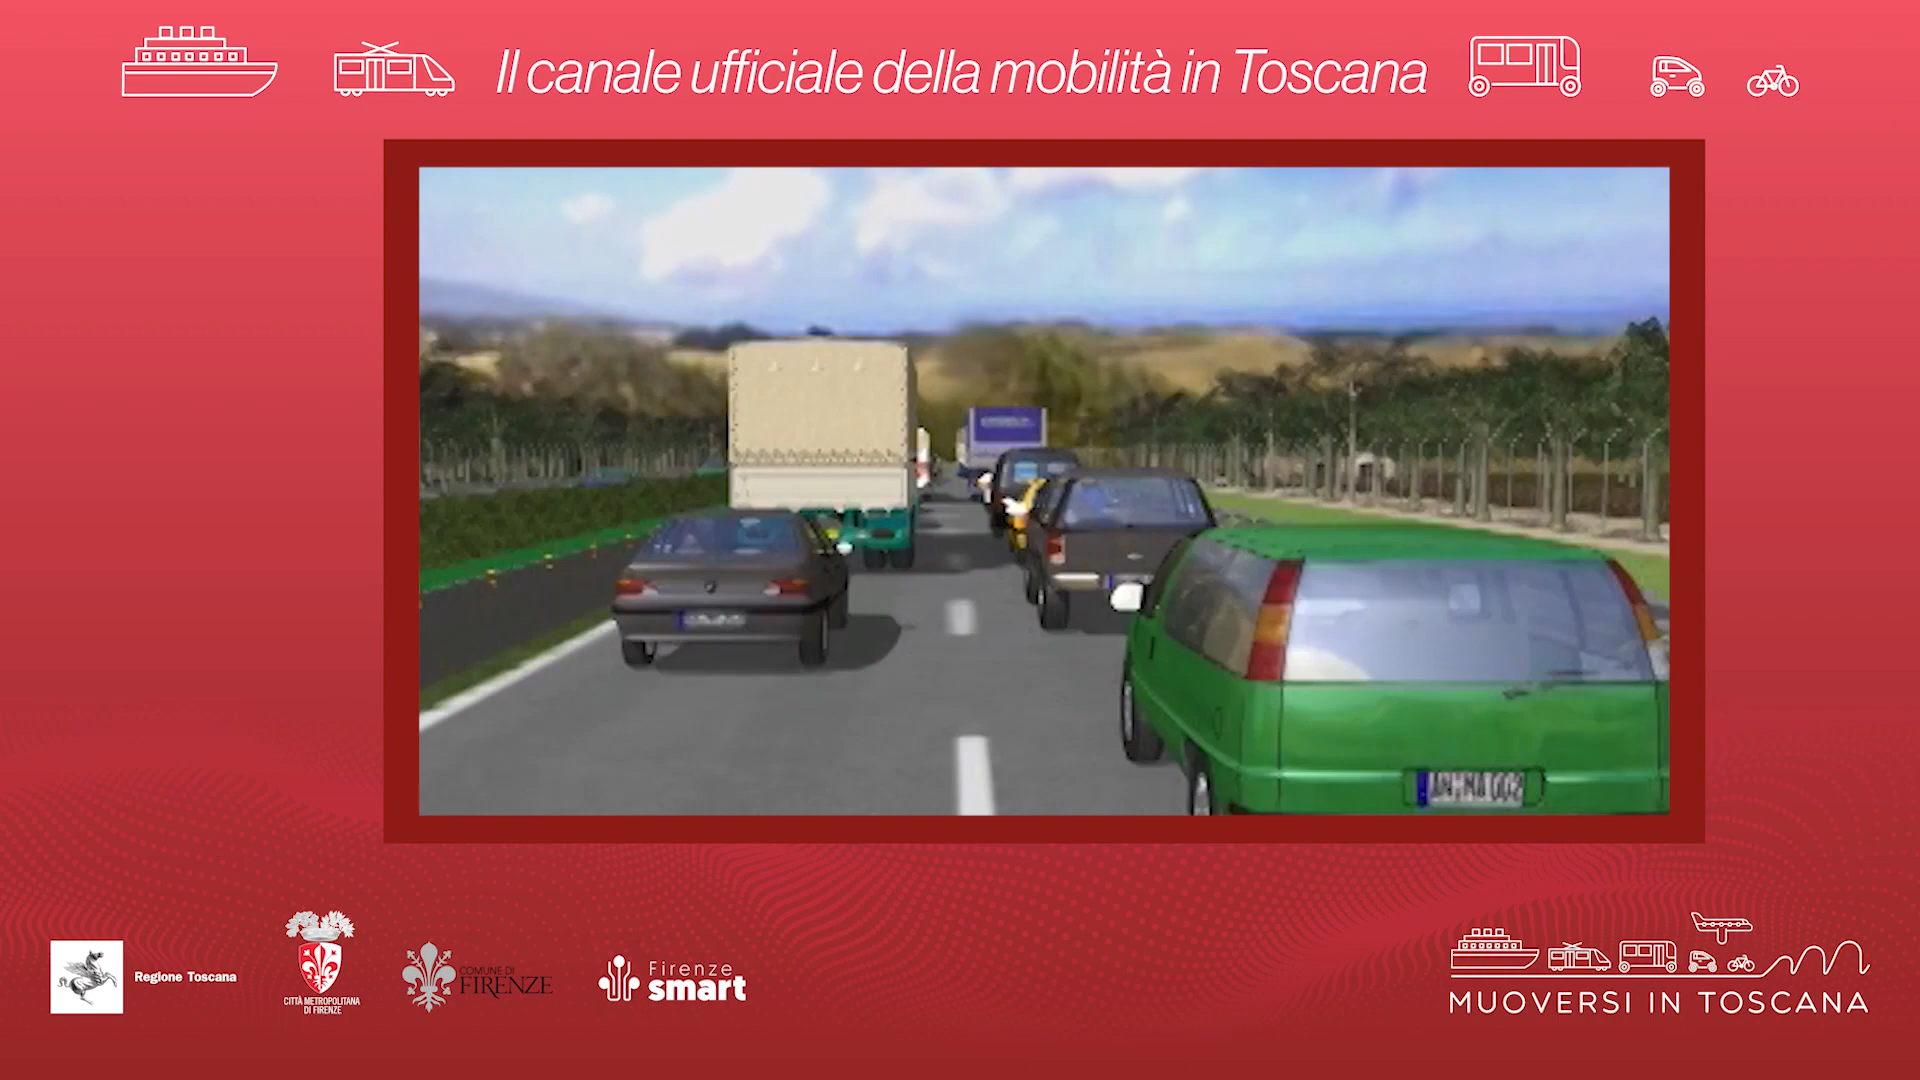 Il canale ufficiale della mobilità in Toscana
Regione Toscana
CITTÀ METROPOLITANA
DI FIRENZE
COMUNE DI
FIRENZE
Firenze
smart
MUOVERSI IN TOSCANA